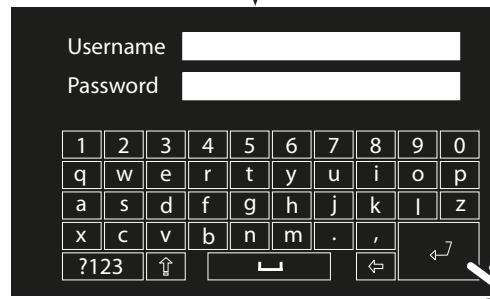 Username
Password
1 2 3 4 5 6 7 8 9 0
q w e r t y u i o p
a s d f g h j k l z
x c v b n m . ,
?123